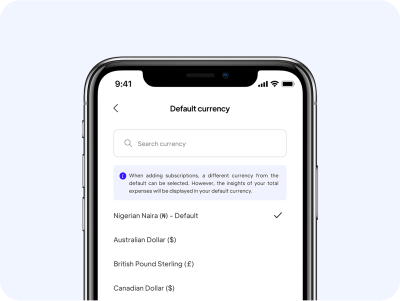 9:41
Default currency
Search currency
When adding subscriptions, a different currency from the
default can be selected. However, the insights of your total
expenses will be displayed in your default currency.
Nigerian Naira (₦) - Default
Australian Dollar ($)
British Pound Sterling (£)
Canadian Dollar ($)